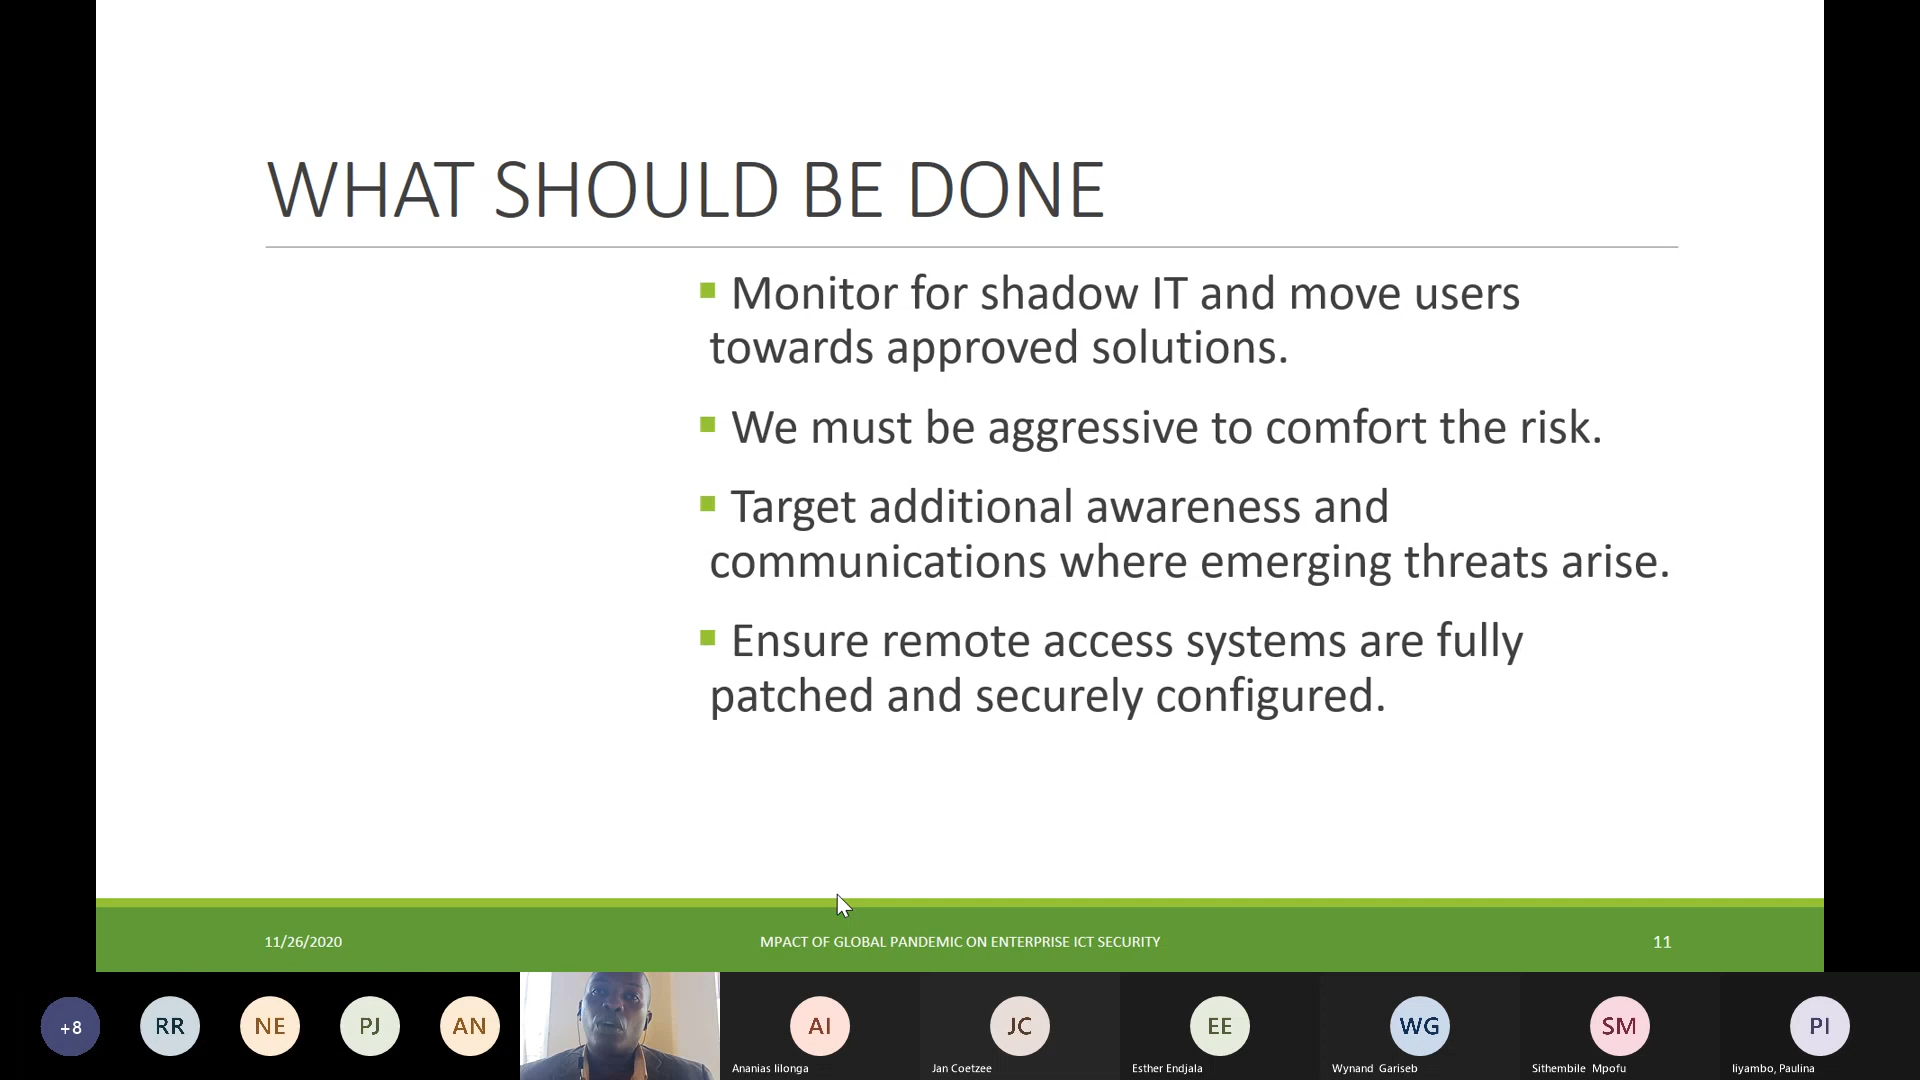 WHAT SHOULD BE DONE
Monitor for shadow IT and move users
towards approved solutions.
We must be aggressive to comfort the risk.
Target additional awareness and
communications where emerging threats arise.
Ensure remote access systems are fully
patched and securely configured.
11/26/2020
MPACT OF GLOBAL PANDEMIC ON ENTERPRISE ICT SECURITY
11
+8
RR
NE
PJ
AN
AI
JC
EE
WG
SM
PI
Ananias Iilonga
Jan Coetzee
Esther Endjala
Wynand Gariseb
Sithembile Mpofu
Iiyambo, Paulina